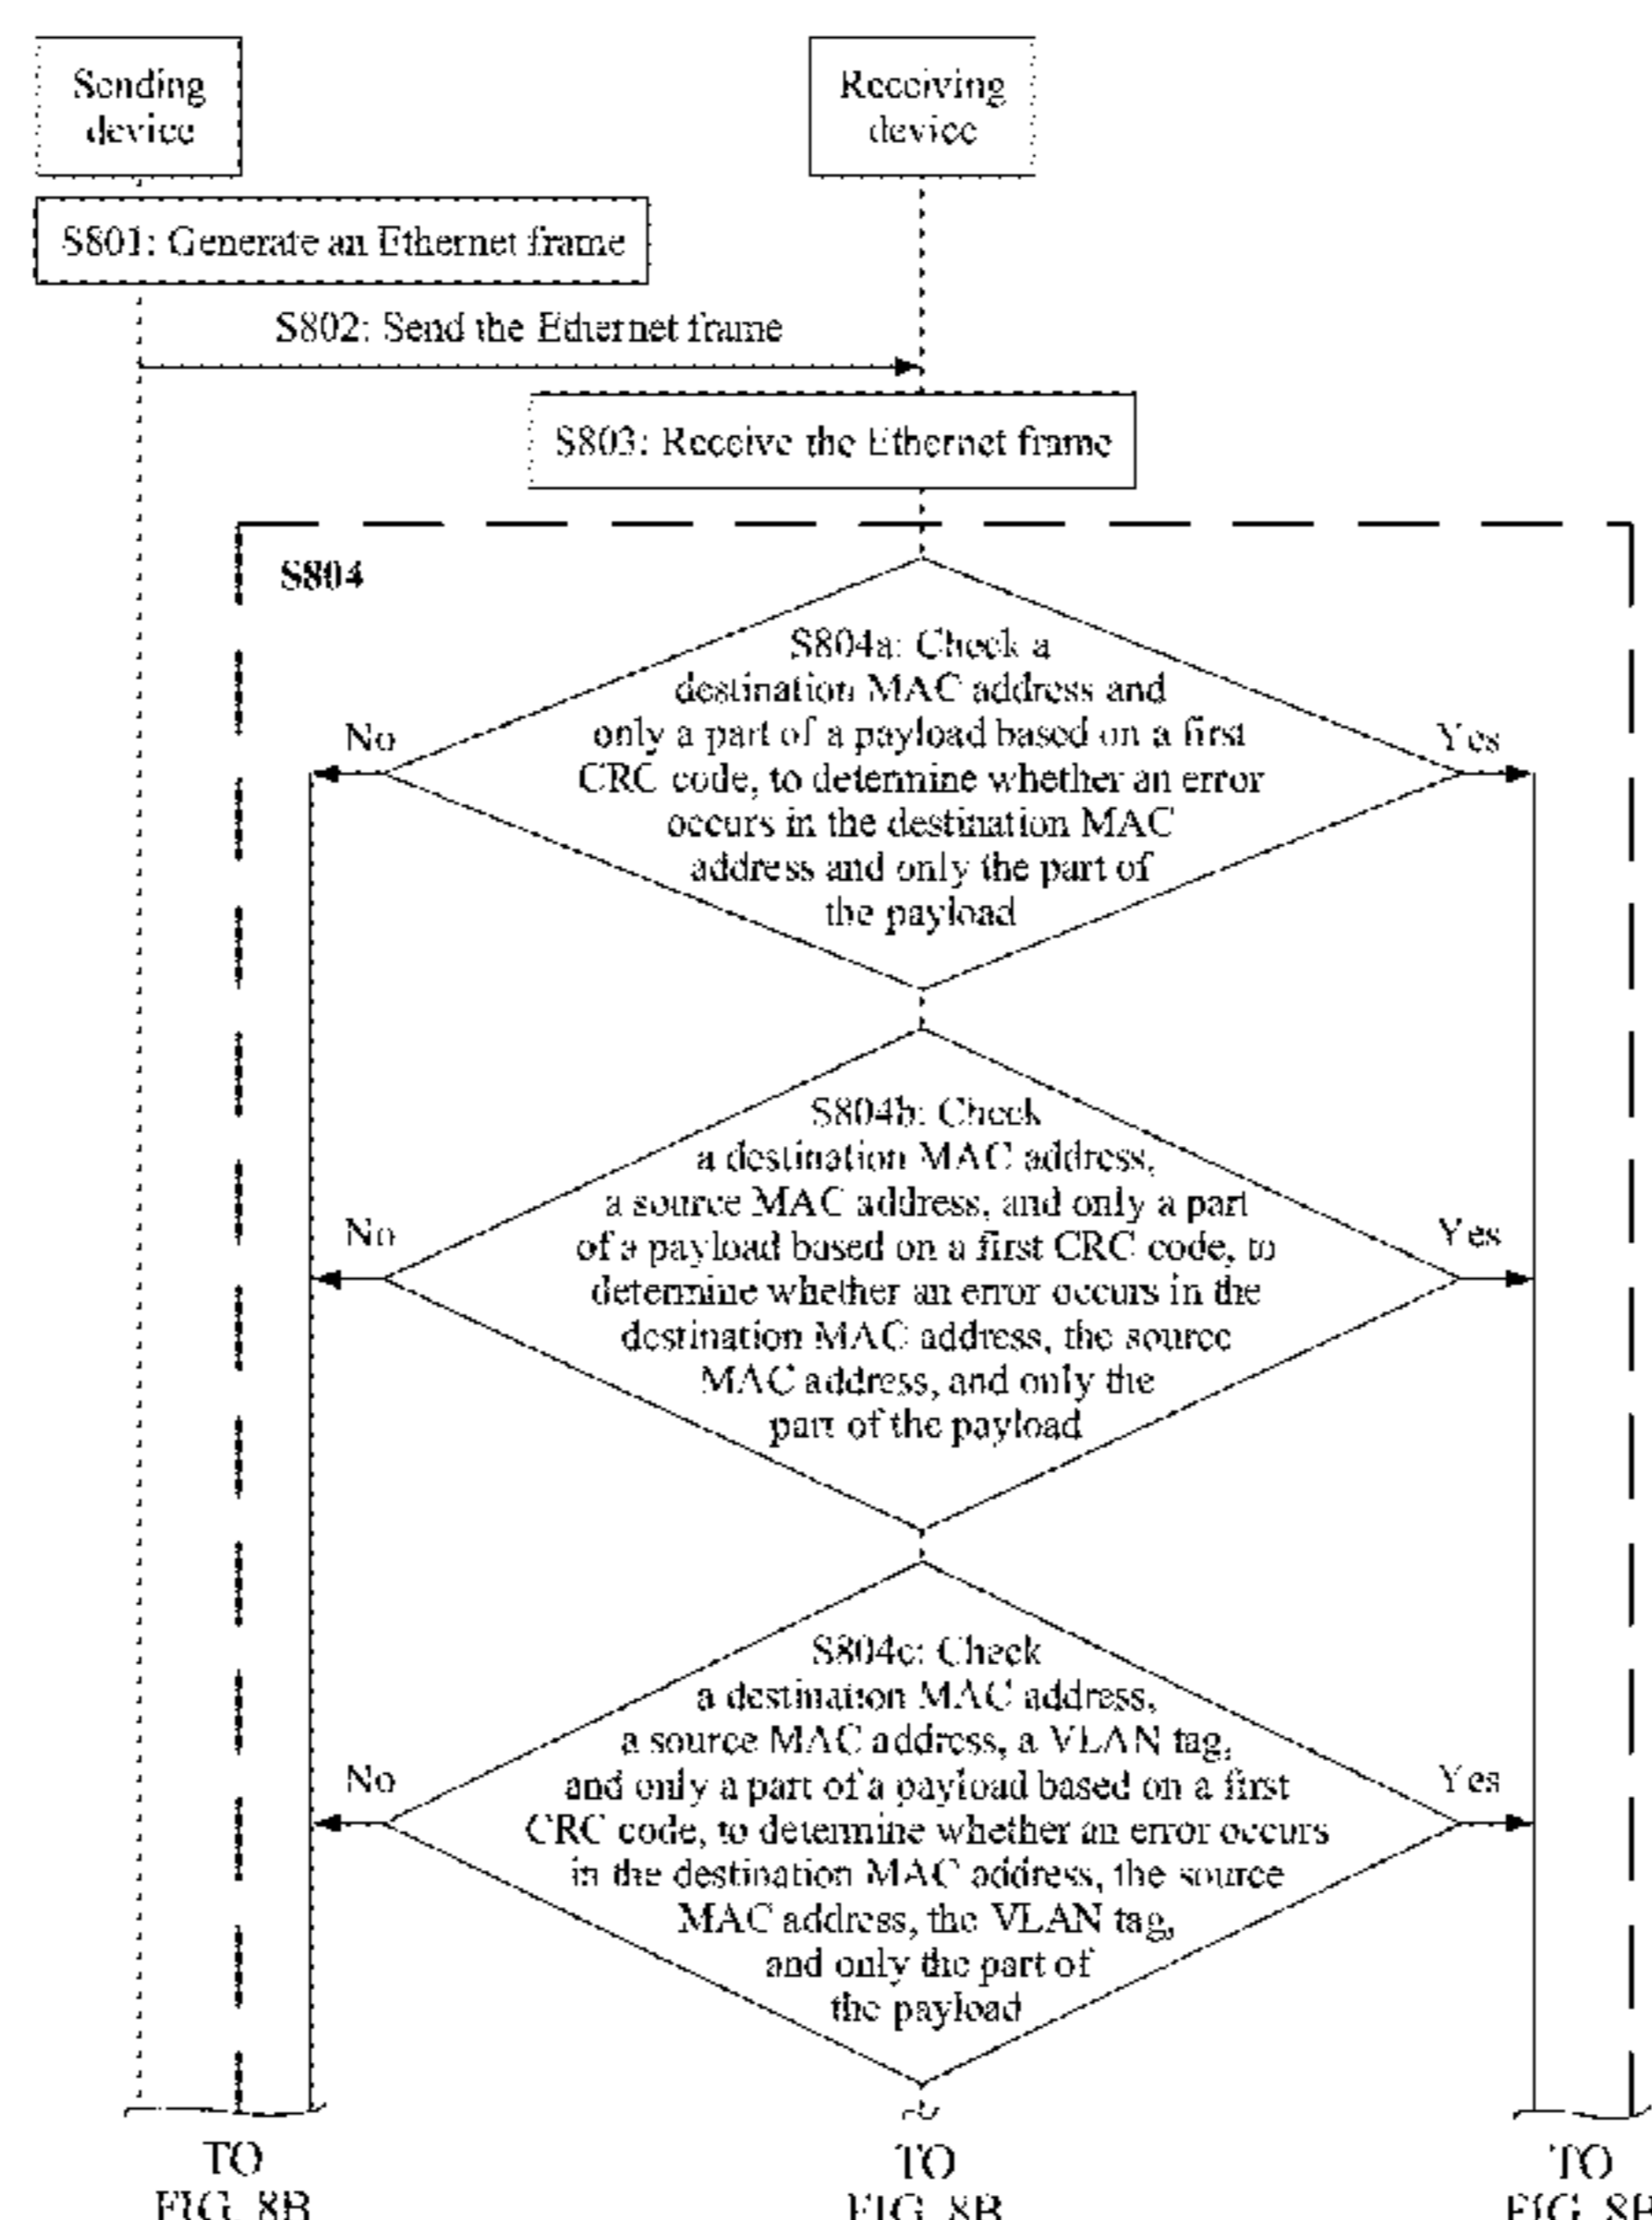 Sending
device
Receiving
device
S801: Generate an Ethernet frame
S802: Send the Ethernet frame
S803: Receive the Ethernet frame
S804
S804a: Check a
destination MAC address and
only a part of a payload based on a first
CRC code, to determine whether an error
occurs in the destination MAC
address and only the part of
the payload
No
Yes
S804b: Check
a destination MAC address,
a source MAC address, and only a part
of a payload based on a first CRC code, to
determine whether an error occurs in the
destination MAC address, the source
MAC address, and only the
part of the payload
No
Yes
S804c: Check
a destination MAC address,
a source MAC address, a VLAN tag,
and only a part of a payload based on a first
CRC code, to determine whether an error occurs
in the destination MAC address, the source
MAC address, the VLAN tag,
and only the part of
the payload
No
Yes
TO
FIG. 8B
TO
FIG. 8B
TO
FIG. 8B